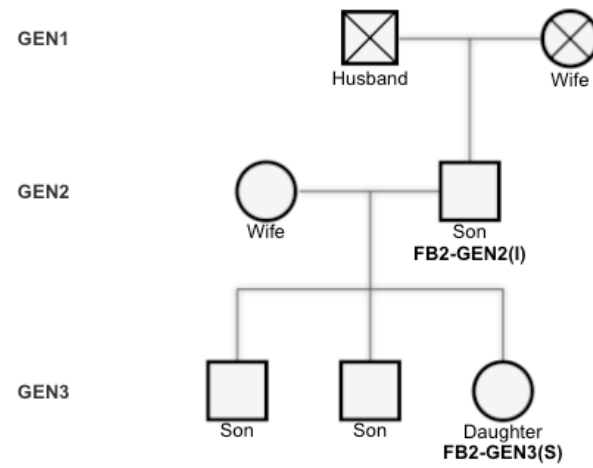 GEN1
Husband
Wife
GEN2
Wife
Son
FB2-GEN2(I)
GEN3
Son
Son
Daughter
FB2-GEN3(S)